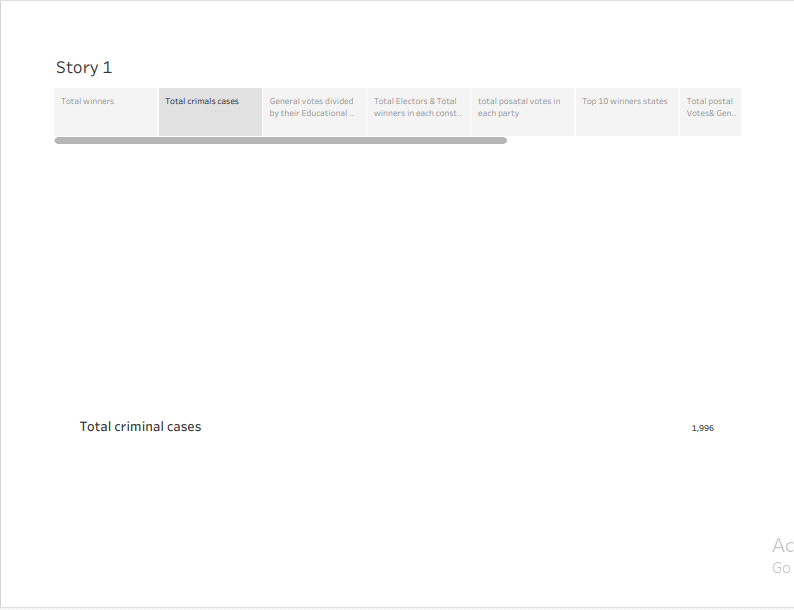 Story 1
Total winners
Total crimals cases
General votes divided
by their Educational ..
Total Electors & Total
winners in each const..
total posatal votes in
each party
Top 10 winners states
Total postal
Votes& Gen..
Total criminal cases
1,996
Ac
Go